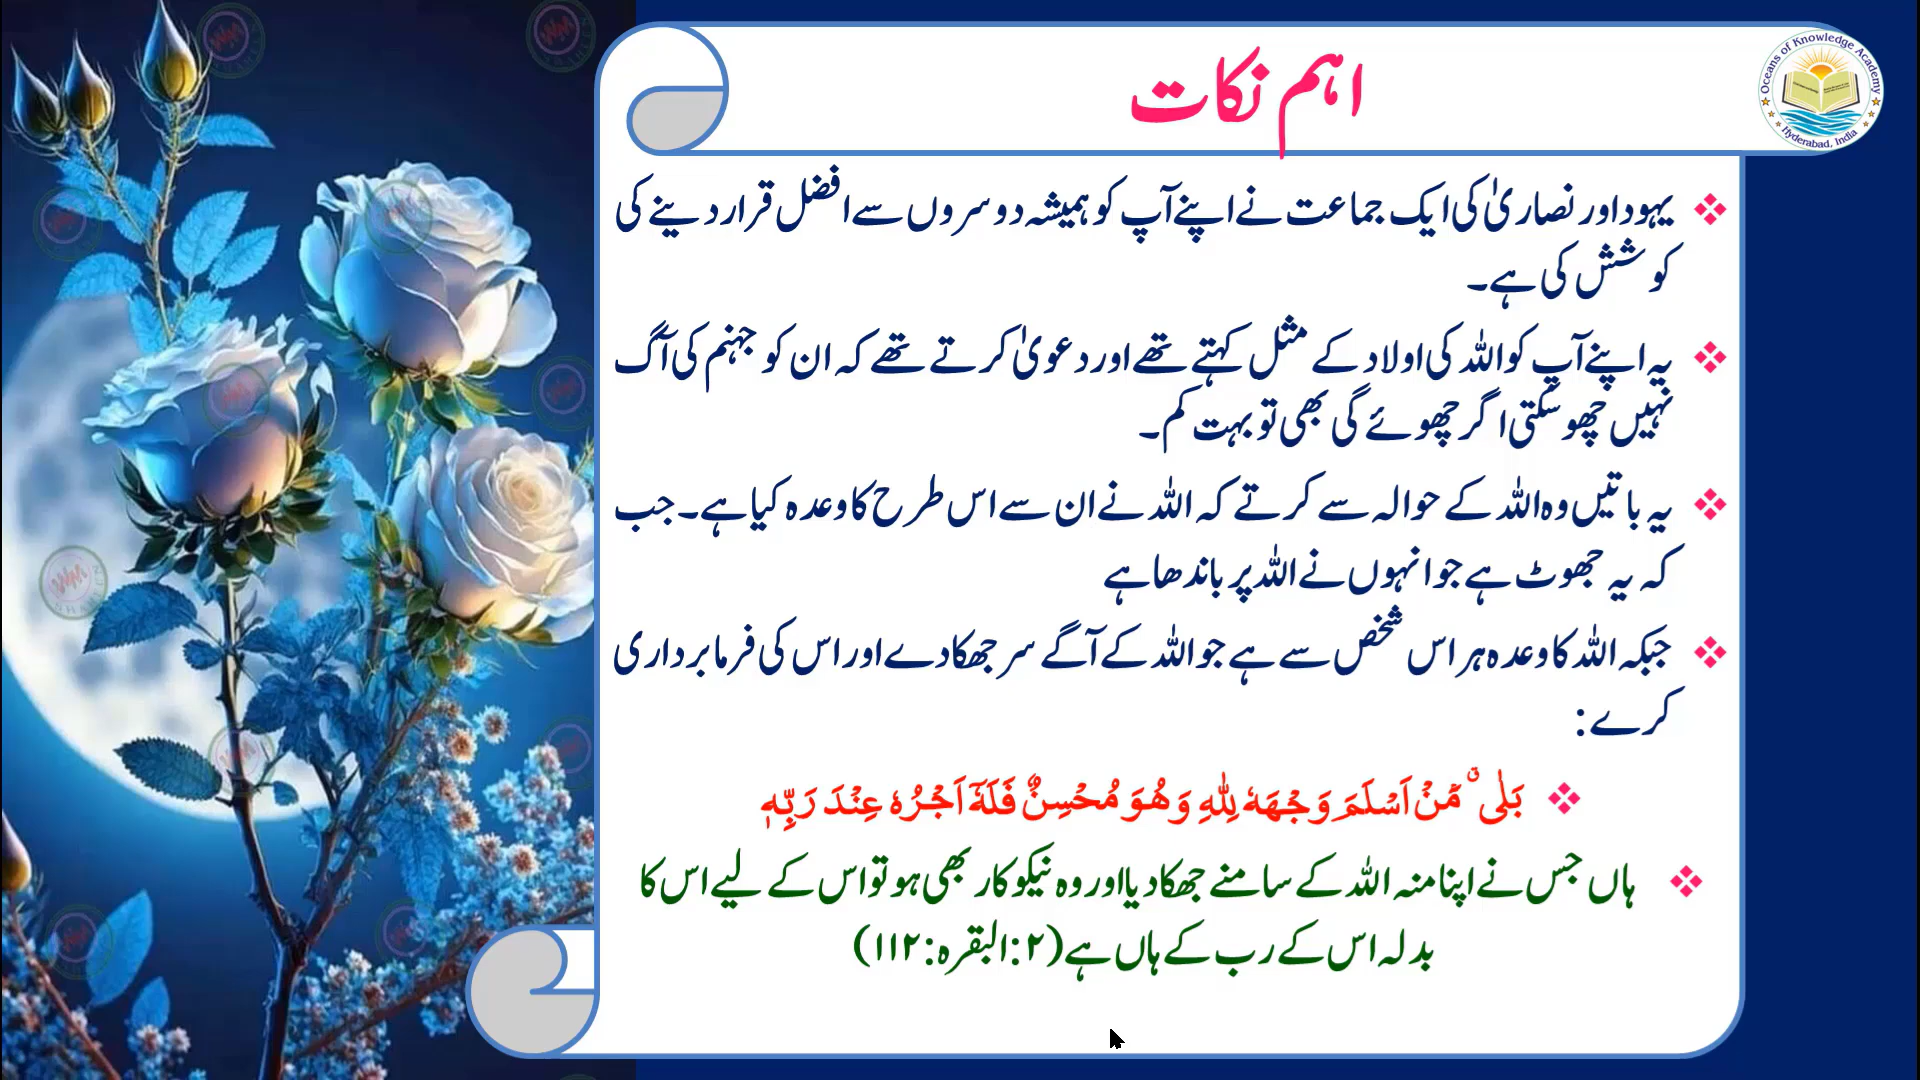 اہم نکات
Oceans of Knowledge Academy
Hyderabad, India
یہود اور نصاریٰ کی ایک جماعت نے اپنے آپ کو ہمیشہ دوسروں سے افضل قرار دینے کی
کوشش کی ہے۔
یہ اپنے آپ کو اللہ کی اولاد کے مثل کہتے تھے اور دعویٰ کرتے تھے کہ ان کو جہنم کی آگ
نہیں چھو سکتی اگر چھوئے گی بھی تو بہت کم۔
یہ باتیں وہ اللہ کے حوالہ سے کرتے کہ اللہ نے ان سے اس طرح کا وعدہ کیا ہے۔ جب
کہ یہ جھوٹ ہے جو انہوں نے اللہ پر باندھا ہے
جبکہ اللہ کا وعدہ ہر اس شخص سے ہے جو اللہ کے آگے سر جھکا دے اور اس کی فرمابرداری
کرے:
بَلٰی ۗ مَنْ اَسْلَمَ وَجْهَهٗ لِلّٰهِ وَهُوَ مُحْسِنٌ فَلَهٗۤ اَجْرُهٗ عِنْدَ رَبِّهٖ
ہاں جس نے اپنا منہ اللہ کے سامنے جھکا دیا اور وہ نیکوکار بھی ہو تو اس کے لیے اس کا
بدلہ اس کے رب کے ہاں ہے (۲:البقرہ:۱۱۲)